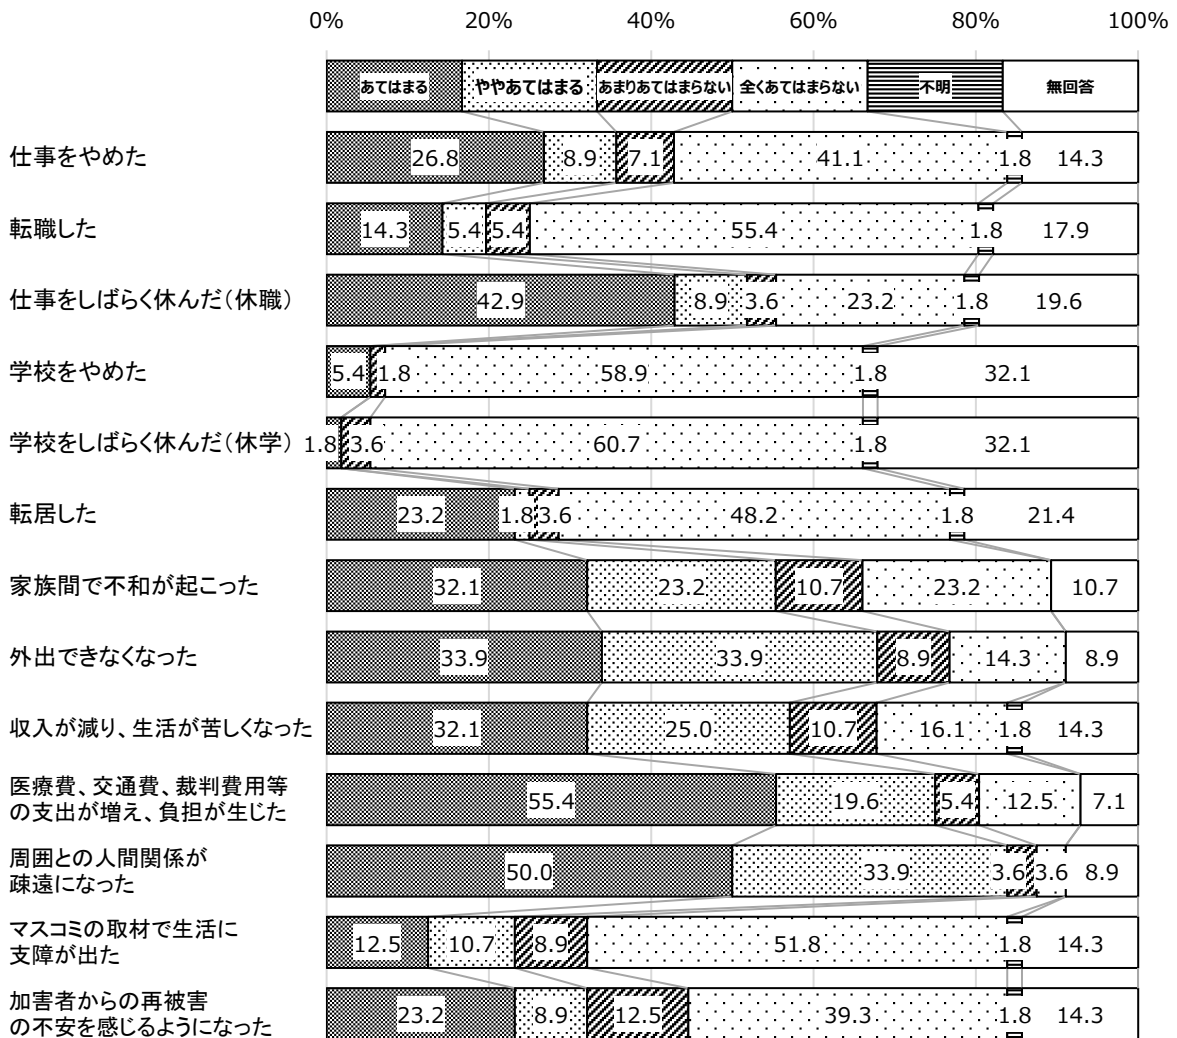 0% 20% 40% 60% 80% 100%
あてはまる ややあてはまる あまりあてはまらない 全くあてはまらない 不明 無回答
仕事をやめた 26.8 8.9 7.1 41.1 1.8 14.3
転職した 14.3 5.4 5.4 55.4 1.8 17.9
仕事をしばらく休んだ（休職） 42.9 8.9 3.6 23.2 1.8 19.6
学校をやめた 5.4 1.8 58.9 1.8 32.1
学校をしばらく休んだ（休学） 1.8 3.6 60.7 1.8 32.1
転居した 23.2 1.8 3.6 48.2 1.8 21.4
家族間で不和が起こった 32.1 23.2 10.7 23.2 10.7
外出できなくなった 33.9 33.9 8.9 14.3 8.9
収入が減り、生活が苦しくなった 32.1 25.0 10.7 16.1 1.8 14.3
医療費、交通費、裁判費用等
の支出が増え、負担が生じた 55.4 19.6 5.4 12.5 7.1
周囲との人間関係が
疎遠になった 50.0 33.9 3.6 3.6 8.9
マスコミの取材で生活に
支障が出た 12.5 10.7 8.9 51.8 1.8 14.3
加害者からの再被害
の不安を感じるようになった 23.2 8.9 12.5 39.3 1.8 14.3